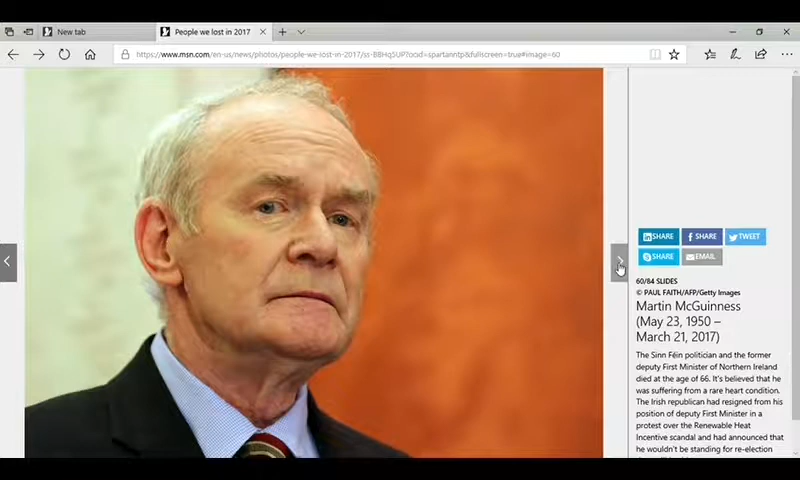 New tab
People we lost in 2017
https://www.msn.com/en-us/news/photos/people-we-lost-in-2017/ss-BBHq5UP?ocid=spartanntp&fullscreen=true#image=60
SHARE
SHARE
TWEET
SHARE
EMAIL
60/84 SLIDES
© PAUL FAITH/AFP/Getty Images
Martin McGuinness
(May 23, 1950 –
March 21, 2017)
The Sinn Féin politician and the former
deputy First Minister of Northern Ireland
died at the age of 66. It's believed that he
was suffering from a rare heart condition.
The Irish republican had resigned from his
position of deputy First Minister in a
protest over the Renewable Heat
Incentive scandal and had announced that
he wouldn't be standing for re-election